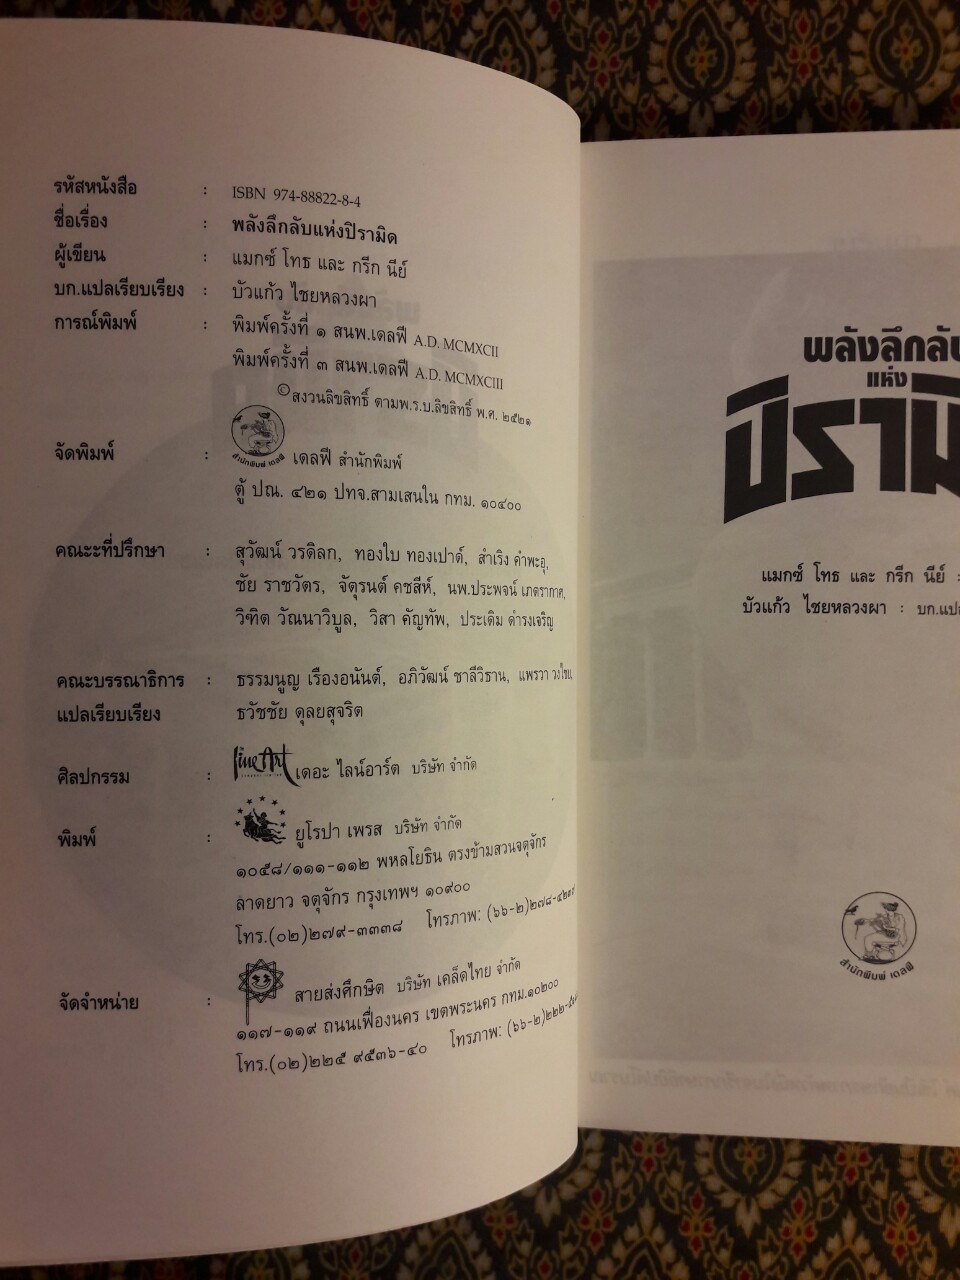 รหัสหนังสือ : ISBN 974-88822-8-4
ชื่อเรื่อง : พลังลึกลับแห่งปิรามิด
ผู้เขียน : แมกซ์ โทธ และ กรีก นีย์
บก.แปลเรียบเรียง : บัวแก้ว ไชยหลวงผา
การณ์พิมพ์ : พิมพ์ครั้งที่ ๑ สนพ.เดลฟี A.D. MCMXCII
พิมพ์ครั้งที่ ๓ สนพ.เดลฟี A.D. MCMXCIII
© สงวนลิขสิทธิ์ ตามพ.ร.บ.ลิขสิทธิ์ พ.ศ. ๒๕๒๑
สำนักพิมพ์ เดลฟี
จัดพิมพ์ : เดลฟี สำนักพิมพ์
ตู้ ปณ. ๔๒๑ ปทจ.สามเสนใน กทม. ๑๐๔๐๐
คณะะที่ปรึกษา : สุวัฒน์ วรดิลก, ทองใบ ทองเปาด์, สำเริง คำพะอุ,
ชัย ราชวัตร, จัตุรนต์ คชสีห์, นพ.ประพจน์ เภตรากาศ,
วิฑิต วัณนาวิบูล, วิสา คัญทัพ, ประเดิม ดำรงเจริญ
คณะบรรณาธิการ : ธรรมนูญ เรืองอนันต์, อภิวัฒน์ ชาลีวิธาน, แพรวา
แปลเรียบเรียง ธวัชชัย ดุลยสุจริต
ศิลปกรรม : Fine Art เดอะ ไลน์อาร์ต บริษัท จำกัด
พิมพ์ : ยูโรปา เพรส บริษัท จำกัด
๑๐๕๘/๑๑๑-๑๑๒ พหลโยธิน ตรงข้ามสวนจตุจักร
ลาดยาว จตุจักร กรุงเทพฯ ๑๐๙๐๐
โทร.(๐๒)๒๗๙-๓๓๓๘ โทรภาพ: (๖๖-๒)๒๗๘-
จัดจำหน่าย : สายส่งศึกษิต บริษัท เคล็ดไทย จำกัด
๑๑๗-๑๑๙ ถนนเฟื่องนคร เขตพระนคร กทม.๑๐๒๐๐
โทร.(๐๒)๒๒๕ ๙๕๓๖-๔๐ โทรภาพ: (๖๖-๒)๒๒๒-
พลังลึกลับ
แห่ง
ปิรามิ
แมกซ์ โทธ และ กรีก นีย์ :
บัวแก้ว ไชยหลวงผา : บก.แปล
สำนักพิมพ์ เดลฟี